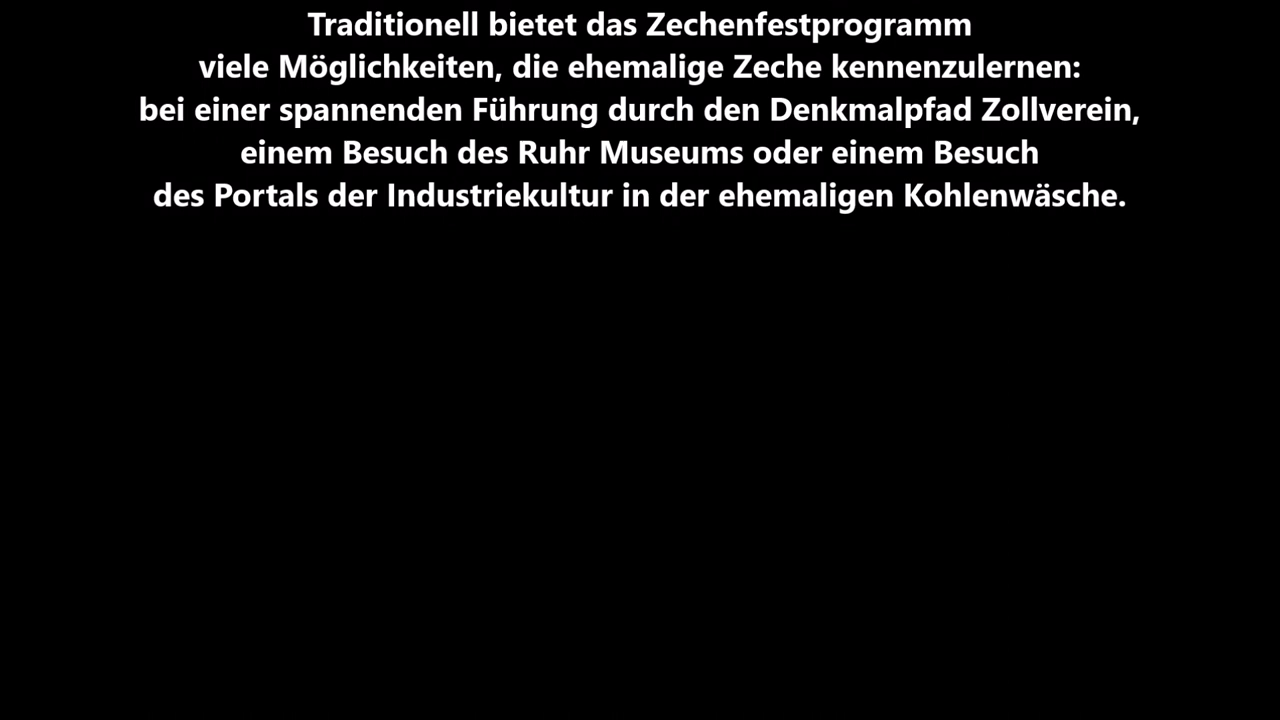 Traditionell bietet das Zechenfestprogramm
viele Möglichkeiten, die ehemalige Zeche kennenzulernen:
bei einer spannenden Führung durch den Denkmalpfad Zollverein,
einem Besuch des Ruhr Museums oder einem Besuch
des Portals der Industriekultur in der ehemaligen Kohlenwäsche.